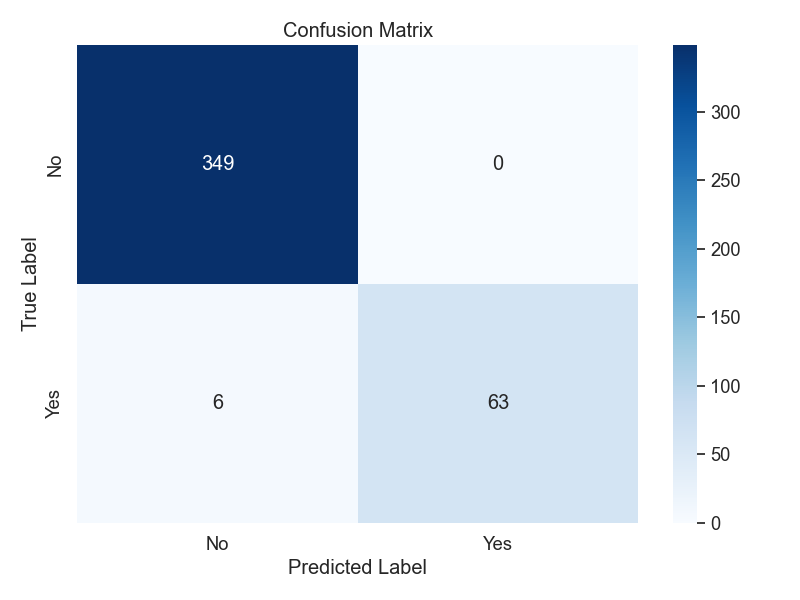 Confusion Matrix
True Label
No
349
0
Yes
6
63
No
Yes
Predicted Label
300
250
200
150
100
50
0